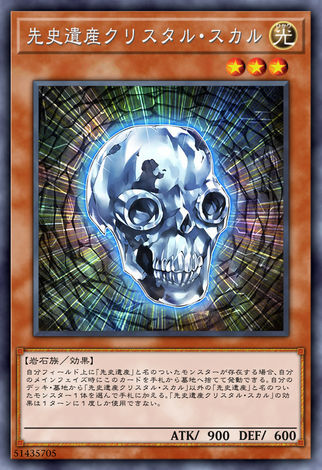 先史遺産クリスタル・スカル
光
【岩石族／効果】
自分フィールド上に「先史遺産」と名のついたモンスターが存在する場合、自分
のメインフェイズ時にこのカードを手札から墓地へ捨てて発動できる。自分の
デッキ・墓地から「先史遺産クリスタル・スカル」以外の「先史遺産」と名のつい
たモンスター１体を選んで手札に加える。「先史遺産クリスタル・スカル」の効
果は１ターンに１度しか使用できない。
ATK/ 900 DEF/ 600
51435705